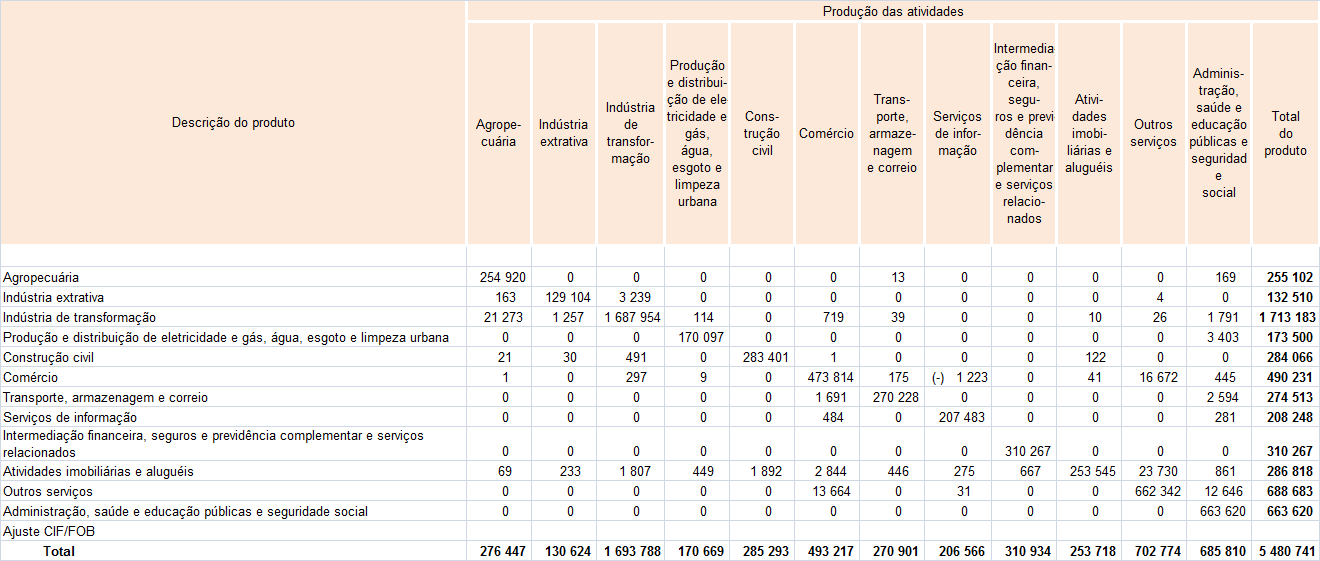 Produção das atividades
Descrição do produto
Agrope-
cuária
Indústria
extrativa
Indústria
de
transfor-
mação
Produção
e distribui-
ção de ele
tricidade e
gás,
água,
esgoto e
limpeza
urbana
Cons-
trução
civil
Comércio
Trans-
porte,
armaze-
nagem
e correio
Serviços
de infor-
mação
Intermedia-
ção finan-
ceira,
segu-
ros e previ
dência
com-
plementar
e serviços
relacio-
nados
Ativi-
dades
imobi-
liárias e
aluguéis
Outros
serviços
Adminis-
tração,
saúde e
educação
públicas e
seguridad
e
social
Total
do
produto
Agropecuária 254 920 0 0 0 0 0 13 0 0 0 0 169 255 102
Indústria extrativa 163 129 104 3 239 0 0 0 0 0 0 0 4 0 132 510
Indústria de transformação 21 273 1 257 1 687 954 114 0 719 39 0 0 10 26 1 791 1 713 183
Produção e distribuição de eletricidade e gás, água, esgoto e limpeza urbana 0 0 0 170 097 0 0 0 0 0 0 0 3 403 173 500
Construção civil 21 30 491 0 283 401 1 0 0 0 122 0 0 284 066
Comércio 1 0 297 9 0 473 814 175 (-) 1 223 0 41 16 672 445 490 231
Transporte, armazenagem e correio 0 0 0 0 0 1 691 270 228 0 0 0 0 2 594 274 513
Serviços de informação 0 0 0 0 0 484 0 207 483 0 0 0 281 208 248
Intermediação financeira, seguros e previdência complementar e serviços
relacionados 0 0 0 0 0 0 0 0 310 267 0 0 0 310 267
Atividades imobiliárias e aluguéis 69 233 1 807 449 1 892 2 844 446 275 667 253 545 23 730 861 286 818
Outros serviços 0 0 0 0 0 13 664 0 31 0 0 662 342 12 646 688 683
Administração, saúde e educação públicas e seguridade social 0 0 0 0 0 0 0 0 0 0 0 663 620 663 620
Ajuste CIF/FOB
Total 276 447 130 624 1 693 788 170 669 285 293 493 217 270 901 206 566 310 934 253 718 702 774 685 810 5 480 741